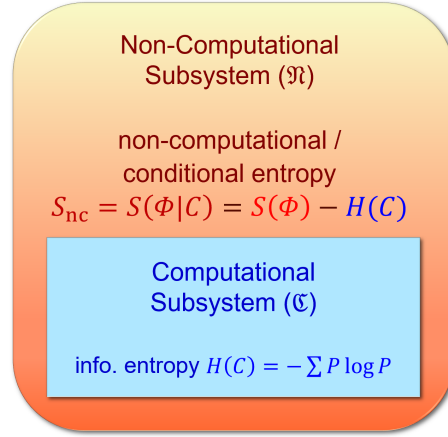 Non-Computational
Subsystem (𝔑)
non-computational /
conditional entropy
S_nc = S(Φ|C) = S(Φ) − H(C)
Computational
Subsystem (ℭ)
info. entropy H(C) = − ∑ P log P